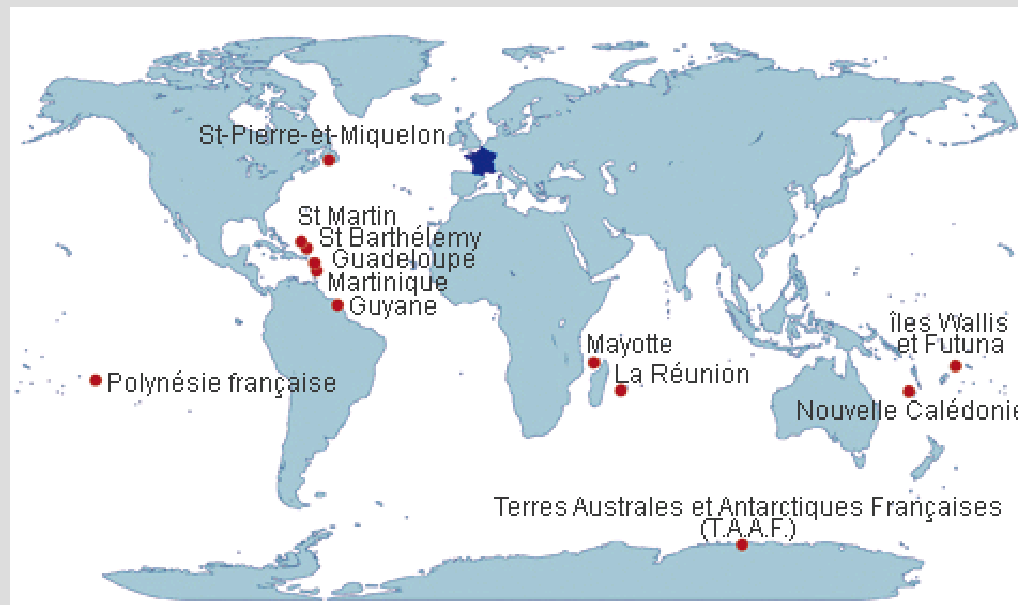 St-Pierre-et-Miquelon
St Martin
St Barthélemy
Guadeloupe
Martinique
Guyane
îles Wallis
et Futuna
Mayotte
La Réunion
Polynésie française
Nouvelle Calédonie
Terres Australes et Antarctiques Françaises
(T.A.A.F.)